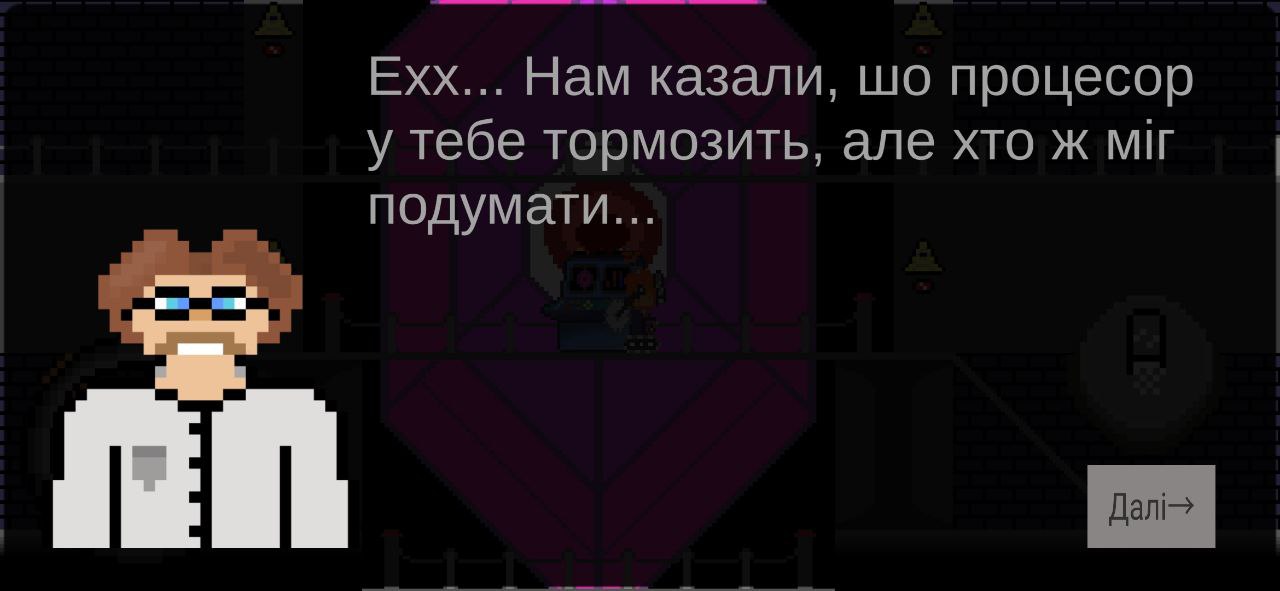 Ехх... Нам казали, шо процесор
у тебе тормозить, але хто ж міг
подумати...
Далі→